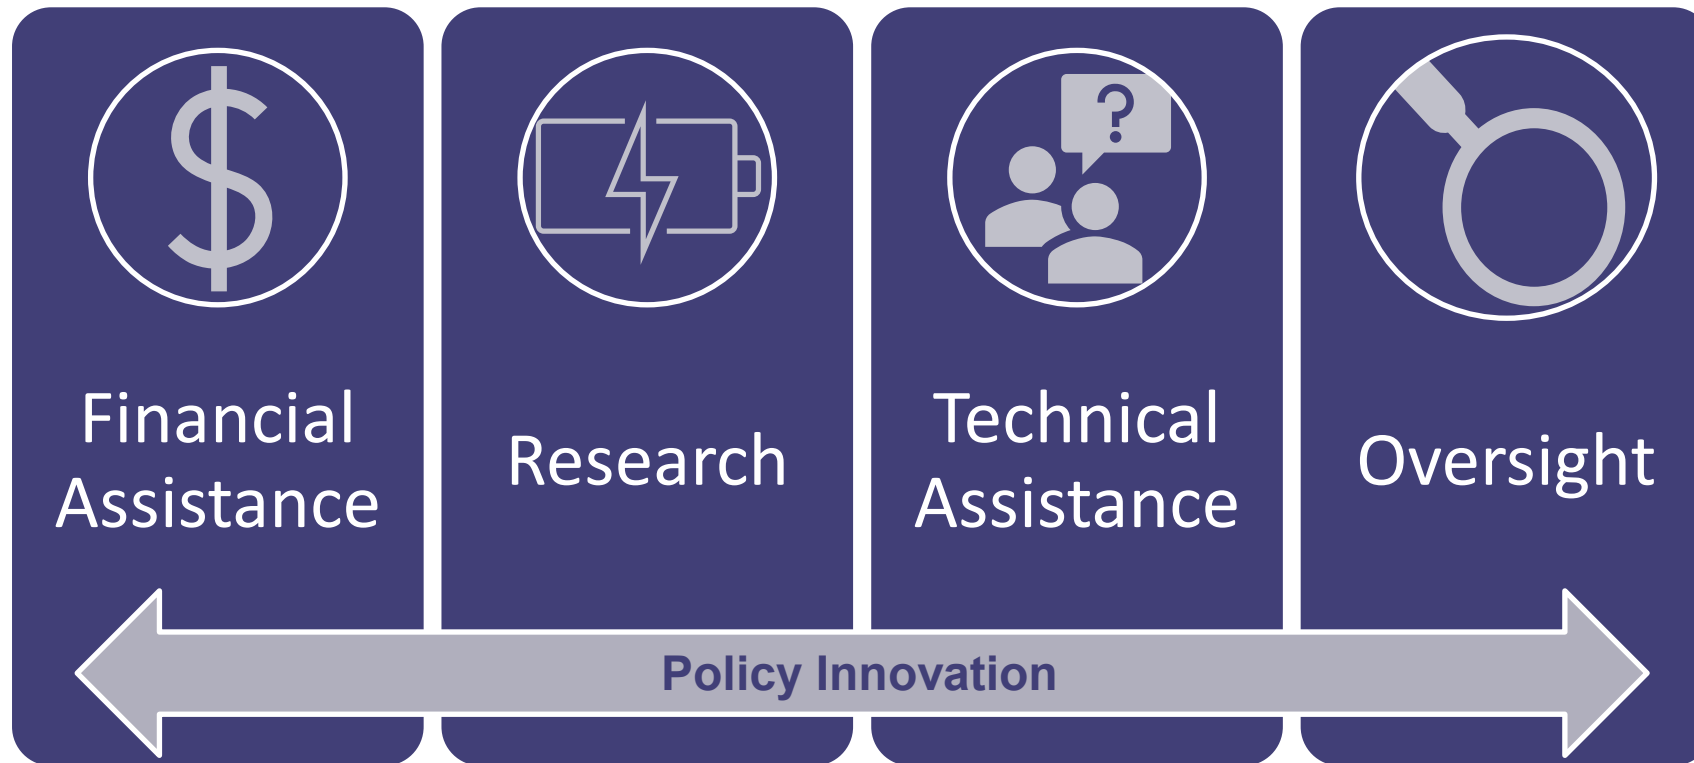 $
?
Financial
Assistance
Research
Technical
Assistance
Oversight
Policy Innovation